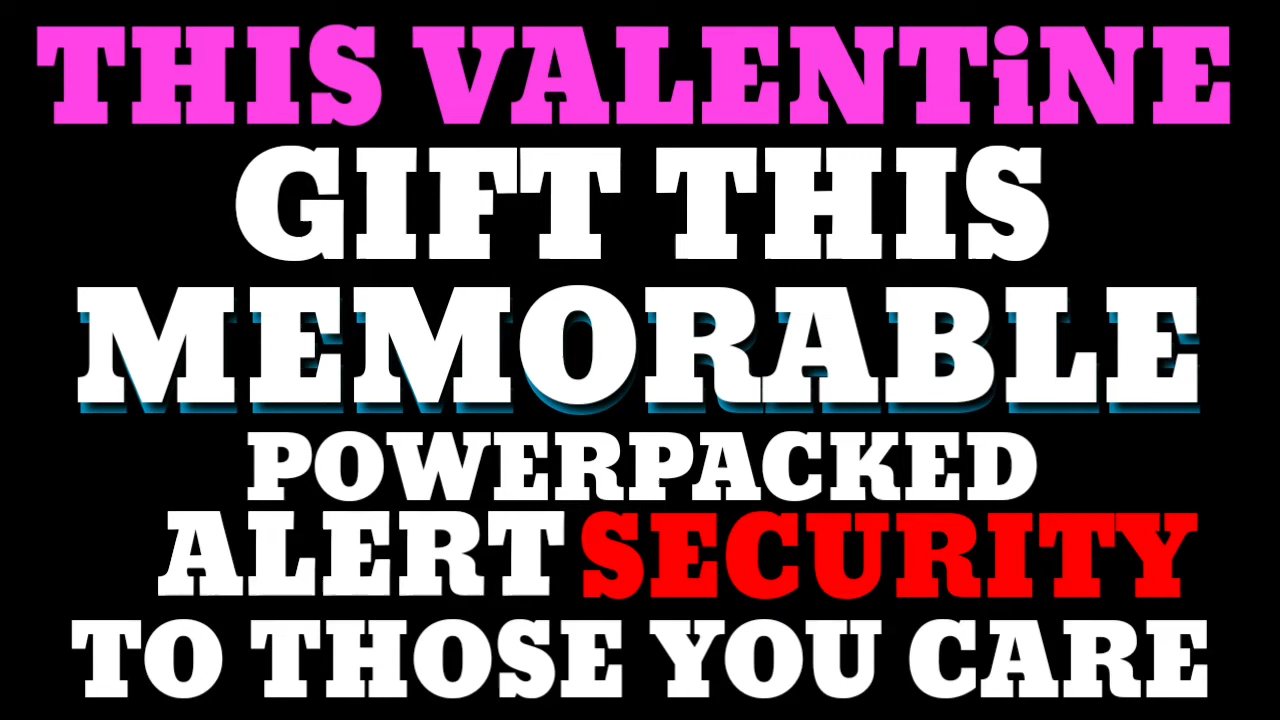 THIS VALENTiNE
GIFT THIS
MEMORABLE
POWERPACKED
ALERT SECURITY
TO THOSE YOU CARE